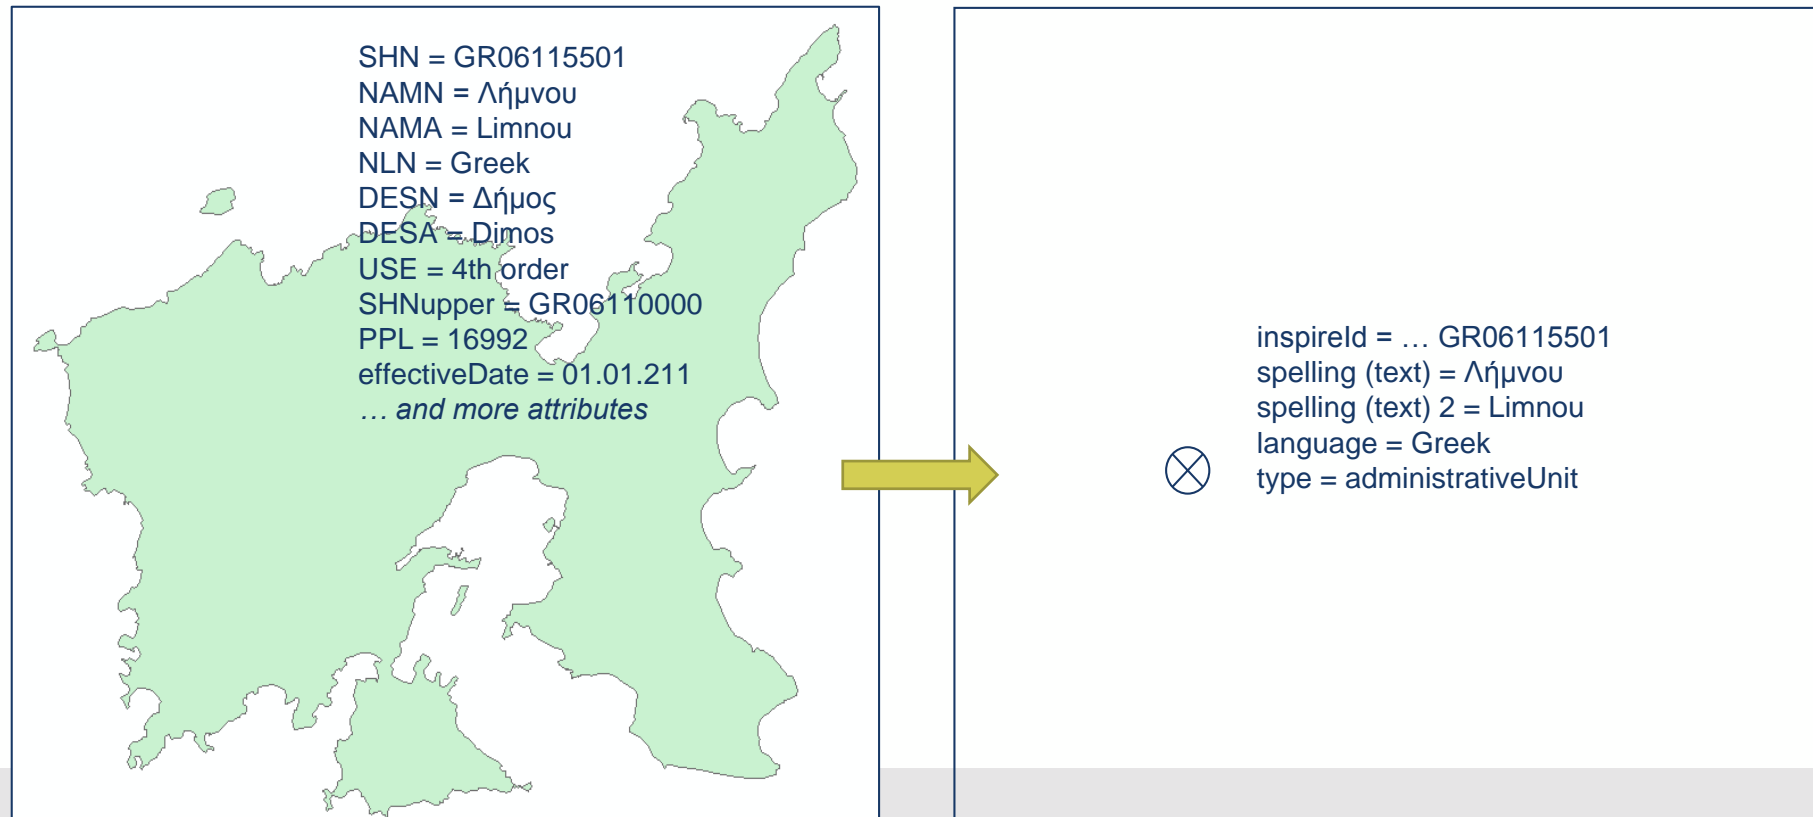 SHN = GR06115501
NAMN = Λήμνου
NAMA = Limnou
NLN = Greek
DESN = Δήμος
DESA = Dimos
USE = 4th order
SHNupper = GR06110000
PPL = 16992
effectiveDate = 01.01.211
… and more attributes
inspireId = … GR06115501
spelling (text) = Λήμνου
spelling (text) 2 = Limnou
language = Greek
type = administrativeUnit